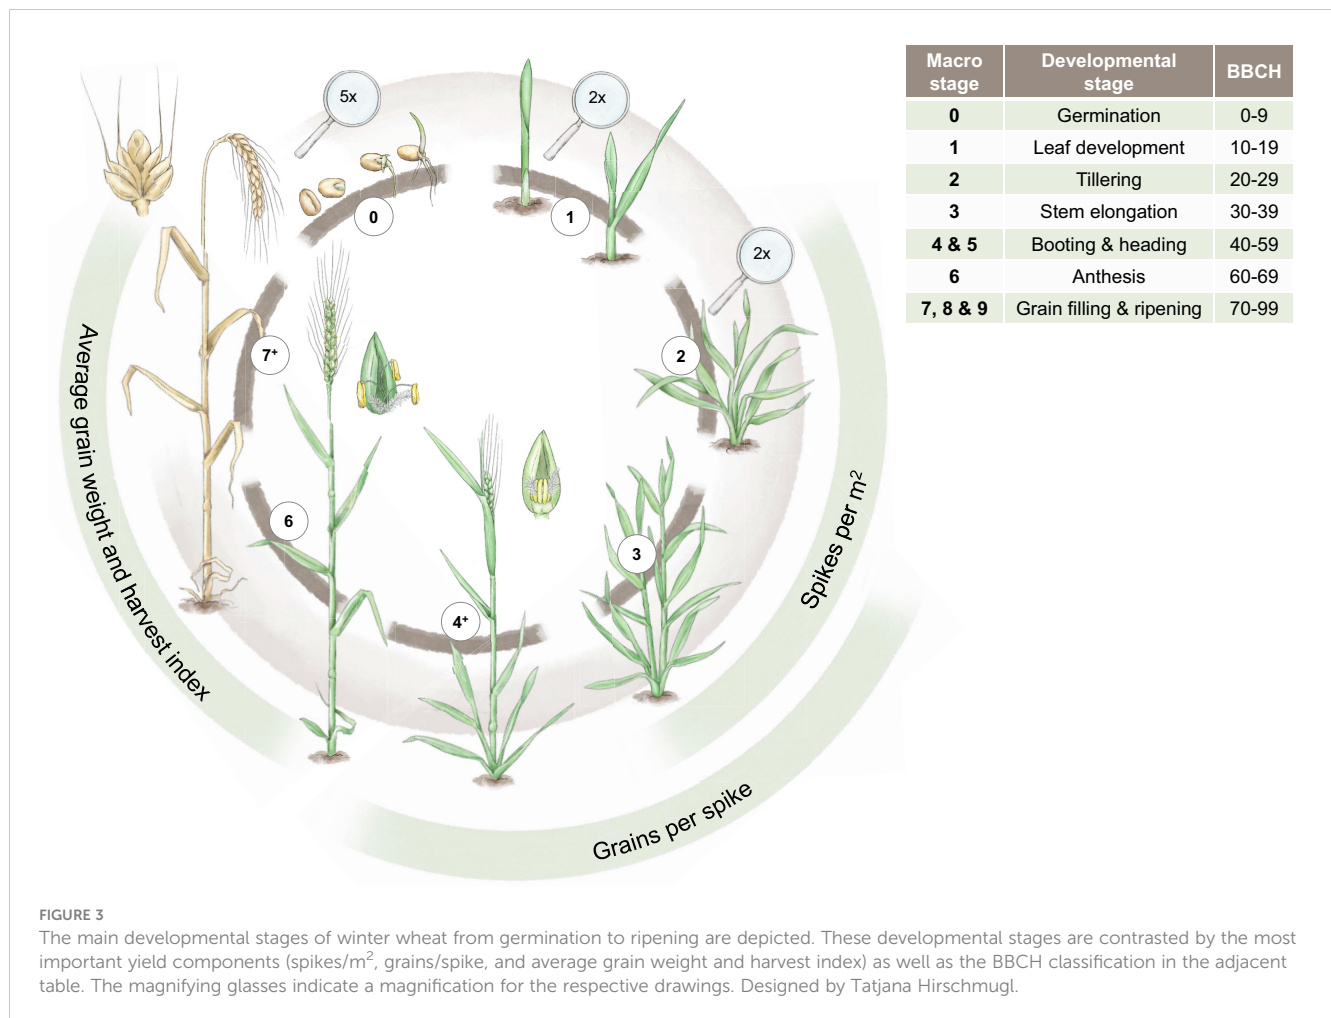 5x
2x
2x
0
1
2
3
4+
6
7+
Average grain weight and harvest index
Spikes per m²
Grains per spike
Macro stage Developmental stage BBCH
0 Germination 0-9
1 Leaf development 10-19
2 Tillering 20-29
3 Stem elongation 30-39
4 & 5 Booting & heading 40-59
6 Anthesis 60-69
7, 8 & 9 Grain filling & ripening 70-99
FIGURE 3
The main developmental stages of winter wheat from germination to ripening are depicted. These developmental stages are contrasted by the most
important yield components (spikes/m², grains/spike, and average grain weight and harvest index) as well as the BBCH classification in the adjacent
table. The magnifying glasses indicate a magnification for the respective drawings. Designed by Tatjana Hirschmugl.